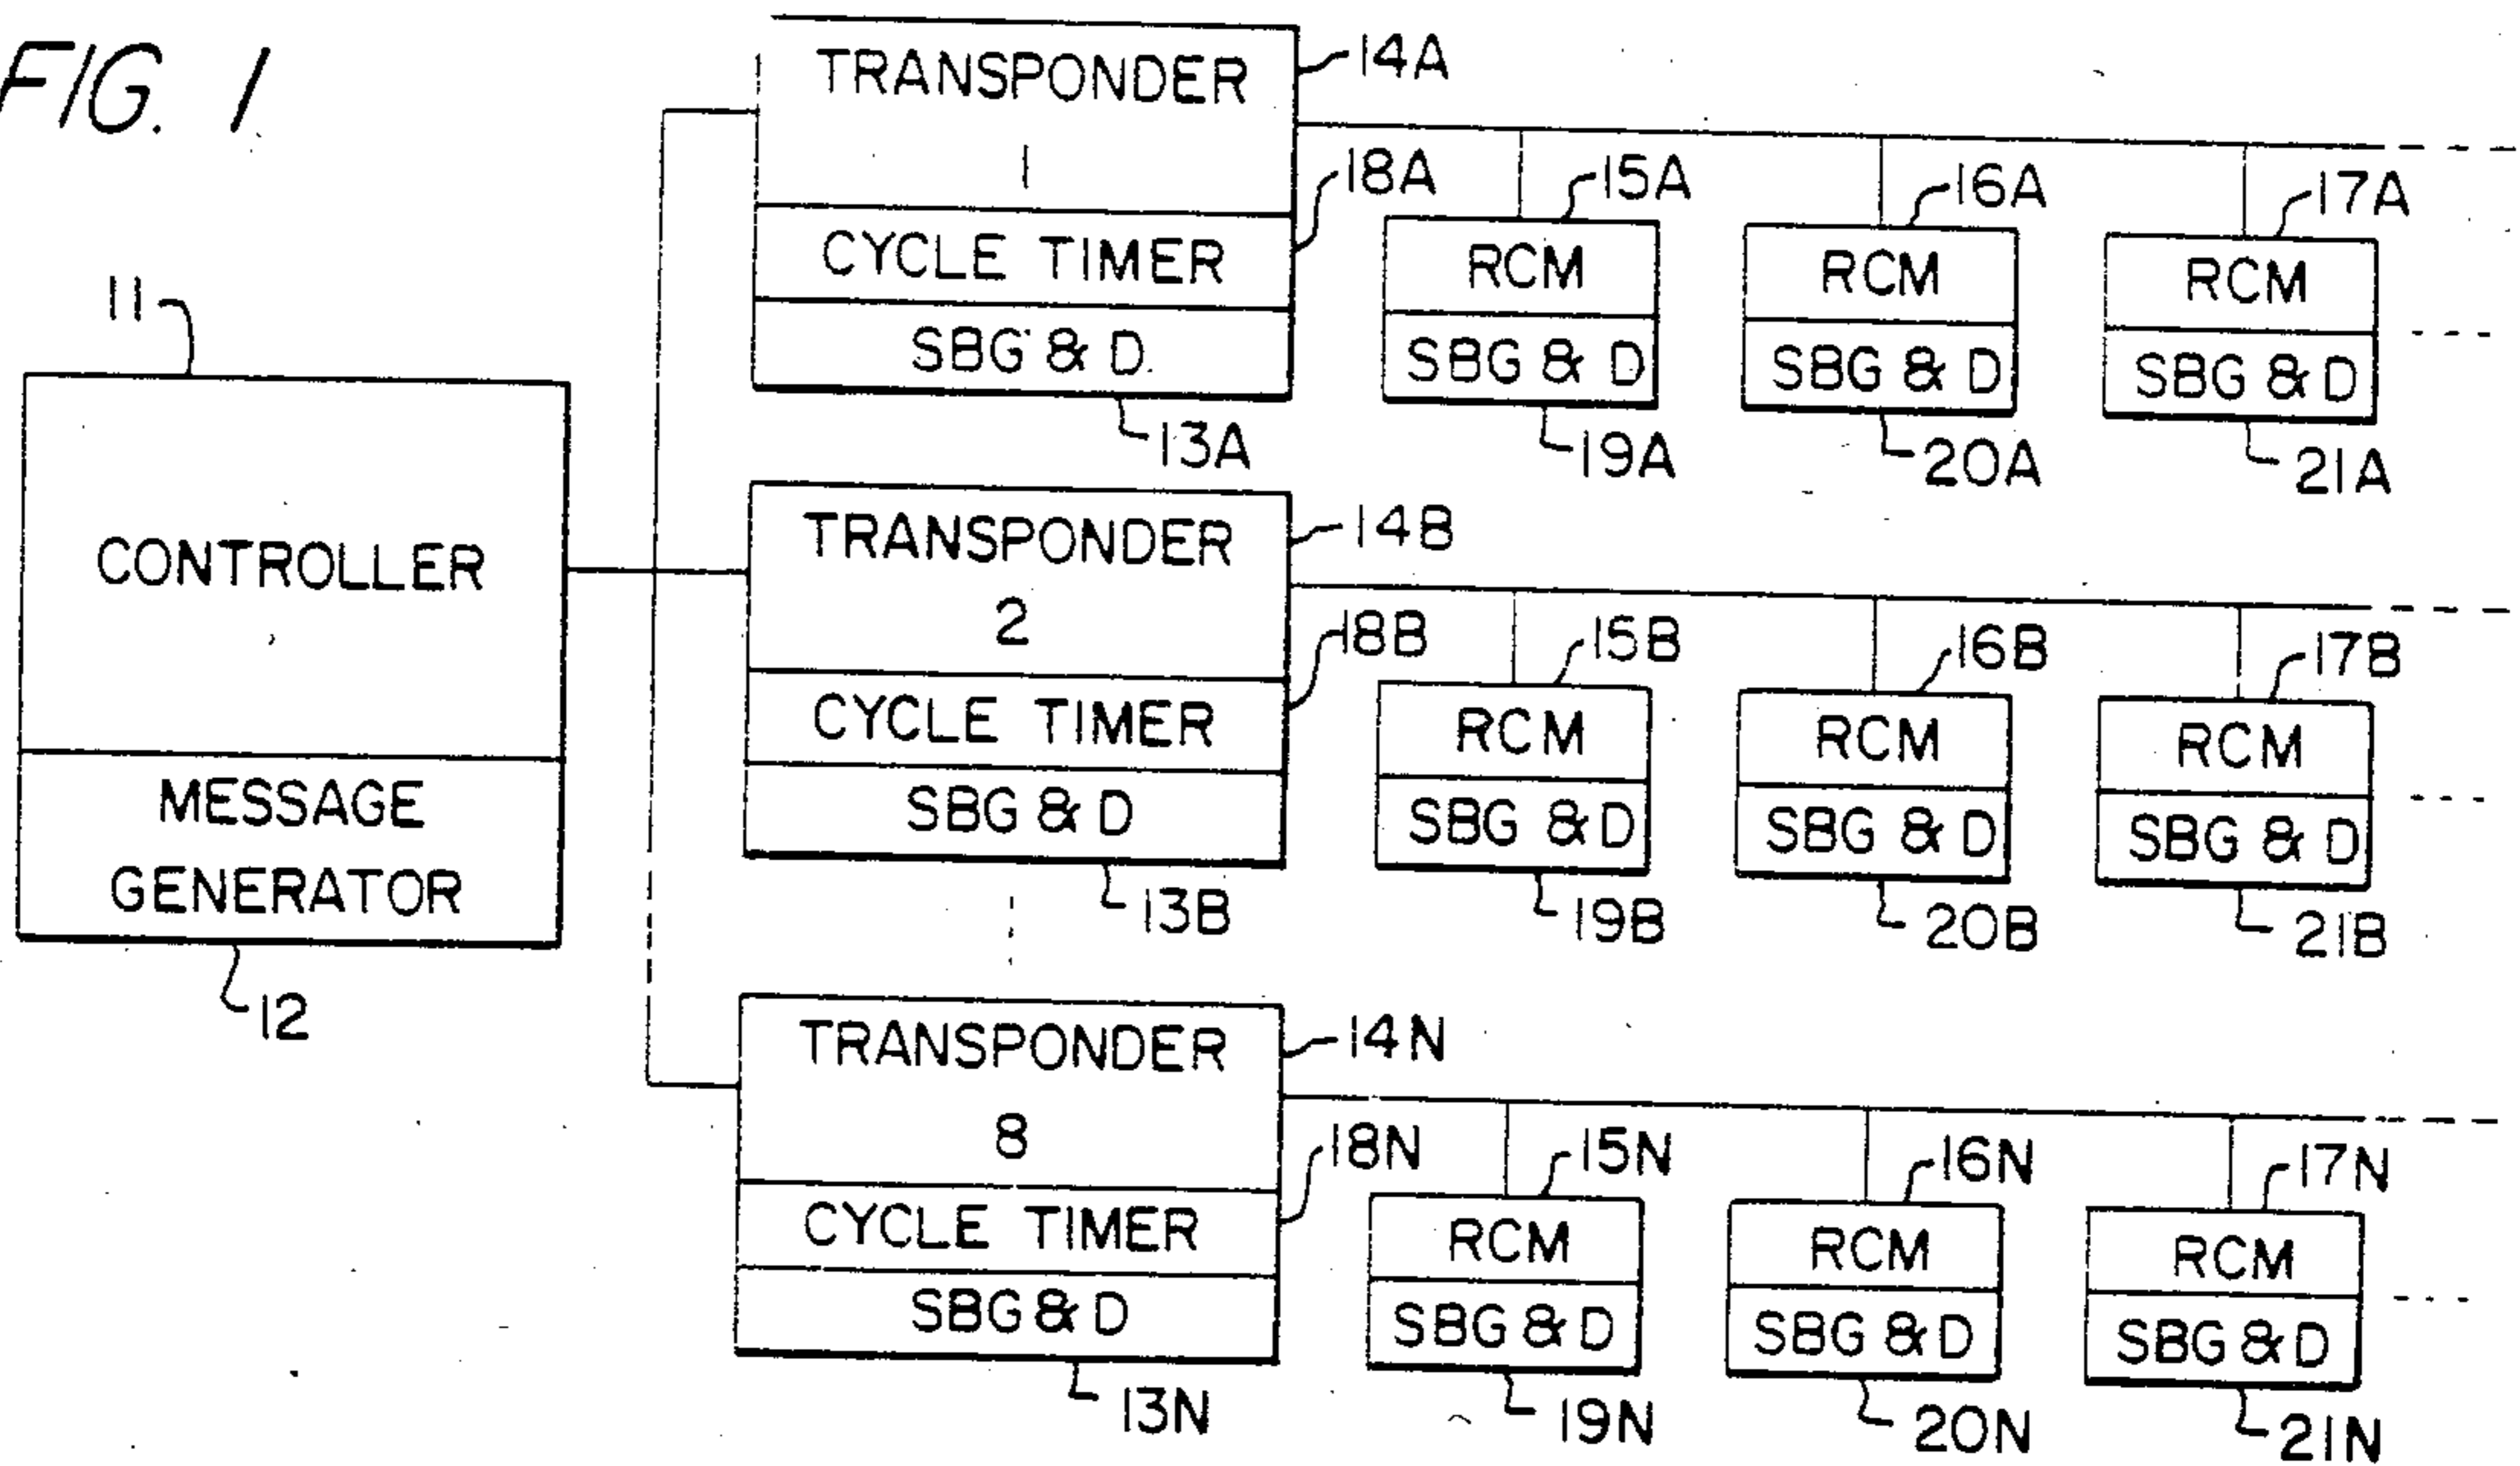 FIG. 1
TRANSPONDER
1
CYCLE TIMER
SBG & D
14A
18A
13A
RCM
SBG & D
15A
19A
RCM
SBG & D
16A
20A
RCM
SBG & D
17A
21A
11
CONTROLLER
MESSAGE
GENERATOR
12
TRANSPONDER
2
CYCLE TIMER
SBG & D
14B
18B
13B
RCM
SBG & D
15B
19B
RCM
SBG & D
16B
20B
RCM
SBG & D
17B
21B
TRANSPONDER
8
CYCLE TIMER
SBG & D
14N
18N
13N
RCM
SBG & D
15N
19N
RCM
SBG & D
16N
20N
RCM
SBG & D
17N
21N